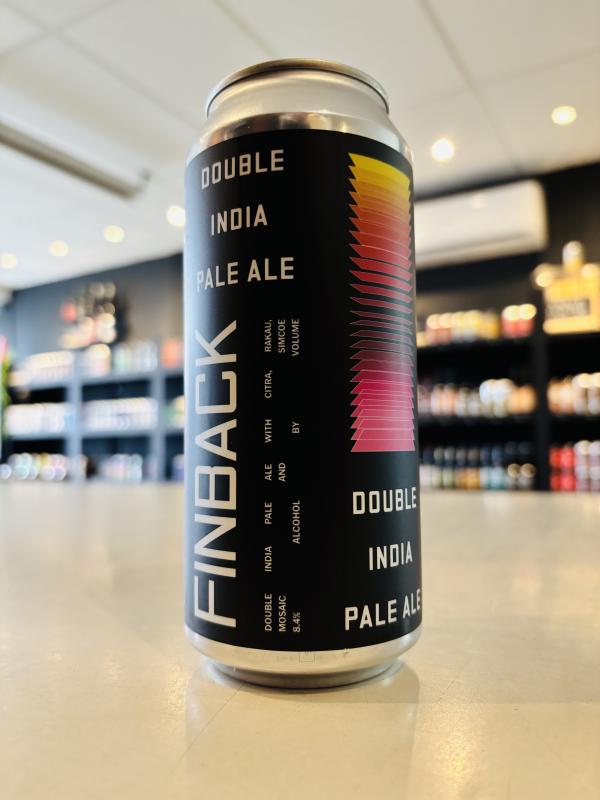 DOUBLE
INDIA
PALE ALE
FINBACK
DOUBLE INDIA PALE ALE WITH CITRA, RAKAU,
MOSAIC AND SIMCOE
8.4% ALCOHOL BY VOLUME
DOUBLE
INDIA
PALE ALE